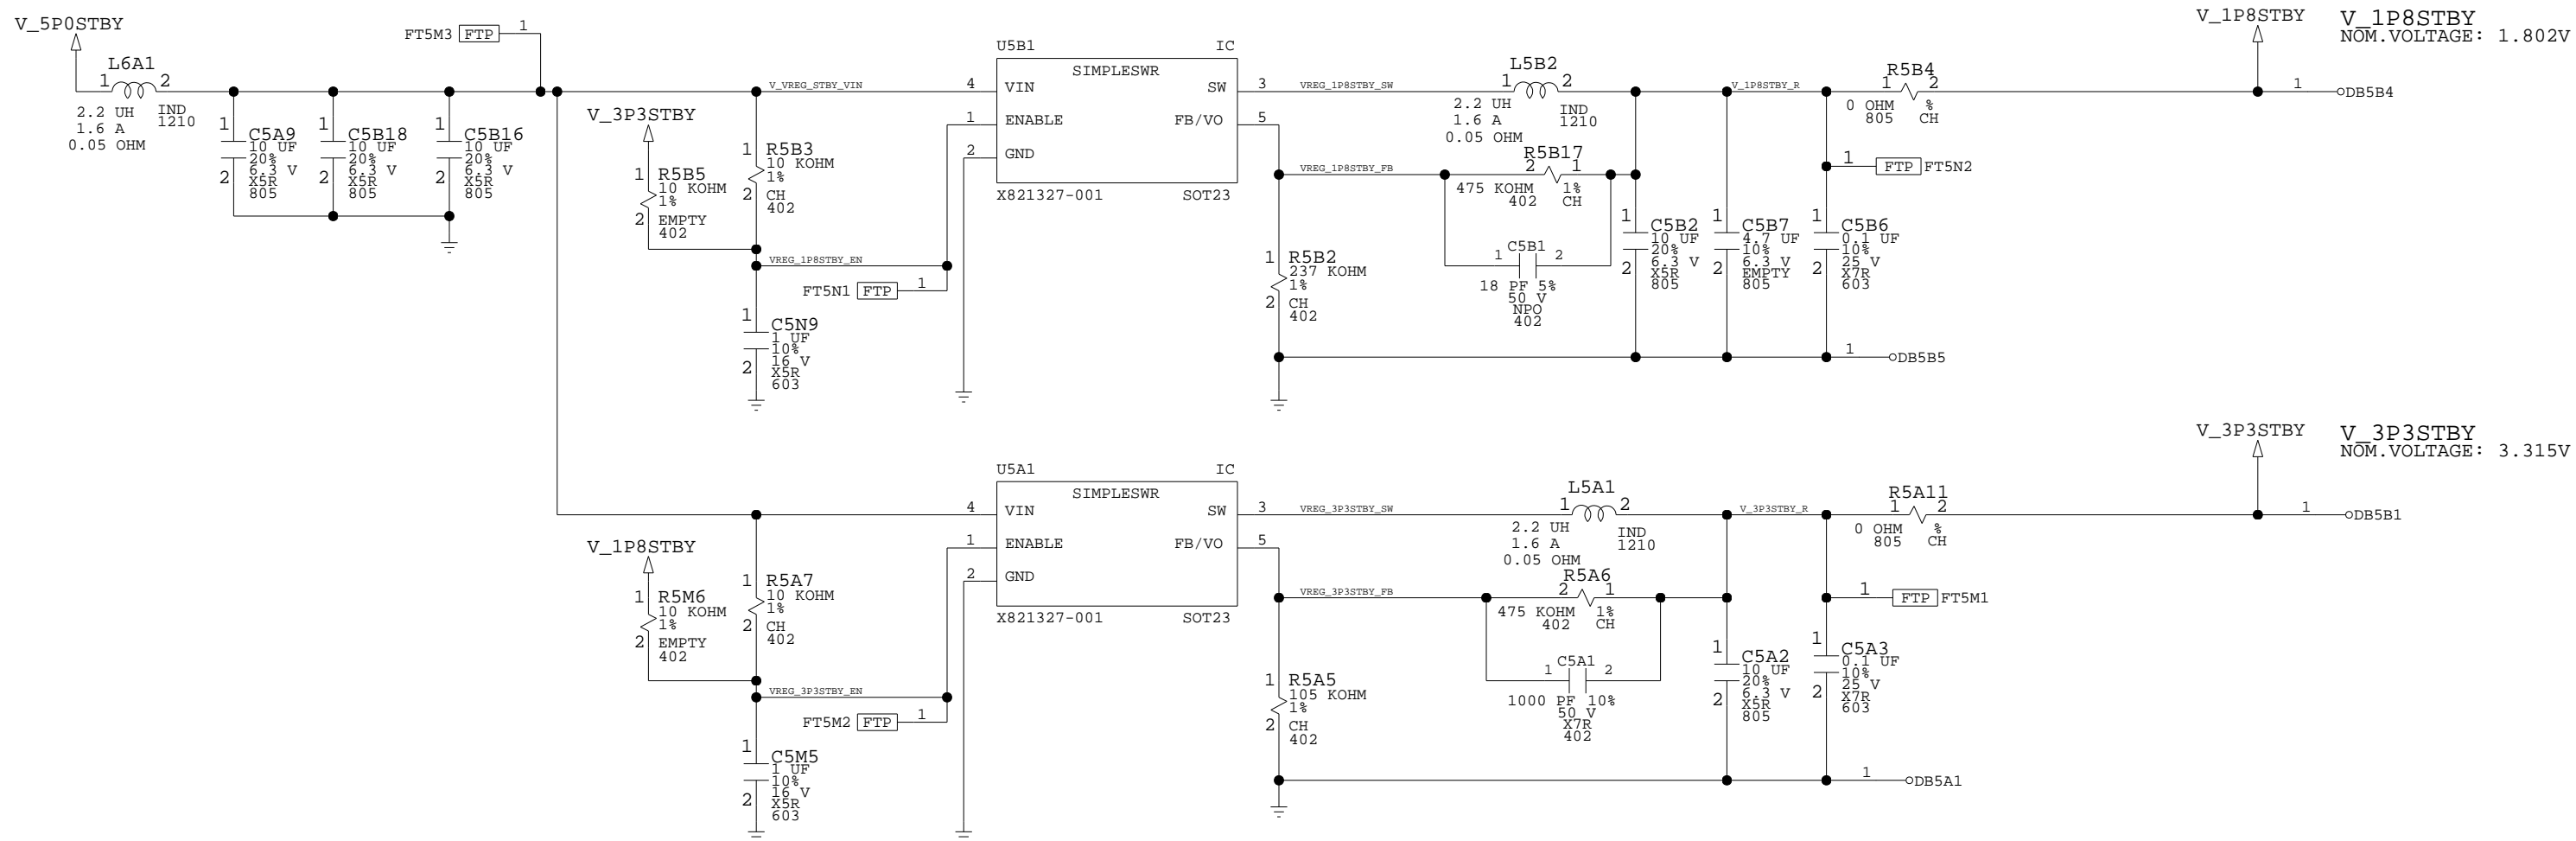 V_5P0STBY
L6A1
1 2
2.2 UH IND
1.6 A 1210
0.05 OHM
FT5M3 FTP 1
1 C5A9
10 UF
20%
6.3 V
2 X5R
805
1 C5B18
10 UF
20%
6.3 V
2 X5R
805
1 C5B16
10 UF
20%
6.3 V
2 X5R
805
V_VREG_STBY_VIN
V_3P3STBY
1 R5B5
10 KOHM
1%
2 EMPTY
402
1 R5B3
10 KOHM
1%
2 CH
402
VREG_1P8STBY_EN
FT5N1 FTP 1
1 C5N9
1 UF
10%
16 V
2 X5R
603
U5B1 IC
SIMPLESWR
4 VIN SW 3
1 ENABLE FB/VO 5
2 GND
X821327-001 SOT23
VREG_1P8STBY_SW
L5B2
1 2
2.2 UH IND
1.6 A 1210
0.05 OHM
VREG_1P8STBY_FB
R5B17
2 1
475 KOHM 1%
402 CH
C5B1
1 2
18 PF 5%
50 V
NPO
402
1 R5B2
237 KOHM
1%
2 CH
402
1 C5B2
10 UF
20%
6.3 V
2 X5R
805
1 C5B7
4.7 UF
10%
6.3 V
2 EMPTY
805
1 C5B6
0.1 UF
10%
25 V
2 X7R
603
V_1P8STBY_R
R5B4
1 2
0 OHM %
805 CH
1 FTP FT5N2
1 DB5B5
V_1P8STBY
1 DB5B4
V_1P8STBY
NOM.VOLTAGE: 1.802V
V_1P8STBY
1 R5M6
10 KOHM
1%
2 EMPTY
402
1 R5A7
10 KOHM
1%
2 CH
402
VREG_3P3STBY_EN
FT5M2 FTP 1
1 C5M5
1 UF
10%
16 V
2 X5R
603
U5A1 IC
SIMPLESWR
4 VIN SW 3
1 ENABLE FB/VO 5
2 GND
X821327-001 SOT23
VREG_3P3STBY_SW
L5A1
1 2
2.2 UH IND
1.6 A 1210
0.05 OHM
VREG_3P3STBY_FB
R5A6
2 1
475 KOHM 1%
402 CH
C5A1
1 2
1000 PF 10%
50 V
X7R
402
1 R5A5
105 KOHM
1%
2 CH
402
1 C5A2
10 UF
20%
6.3 V
2 X5R
805
1 C5A3
0.1 UF
10%
25 V
2 X7R
603
V_3P3STBY_R
R5A11
1 2
0 OHM %
805 CH
1 FTP FT5M1
1 DB5A1
V_3P3STBY
1 DB5B1
V_3P3STBY
NOM.VOLTAGE: 3.315V